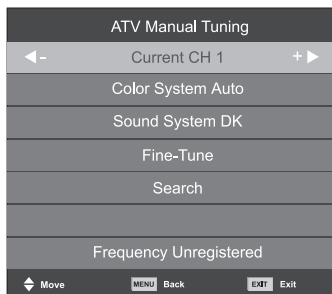 ATV Manual Tuning
- Current CH 1 +
Color System Auto
Sound System DK
Fine-Tune
Search
Frequency Unregistered
Move MENU Back EXIT Exit